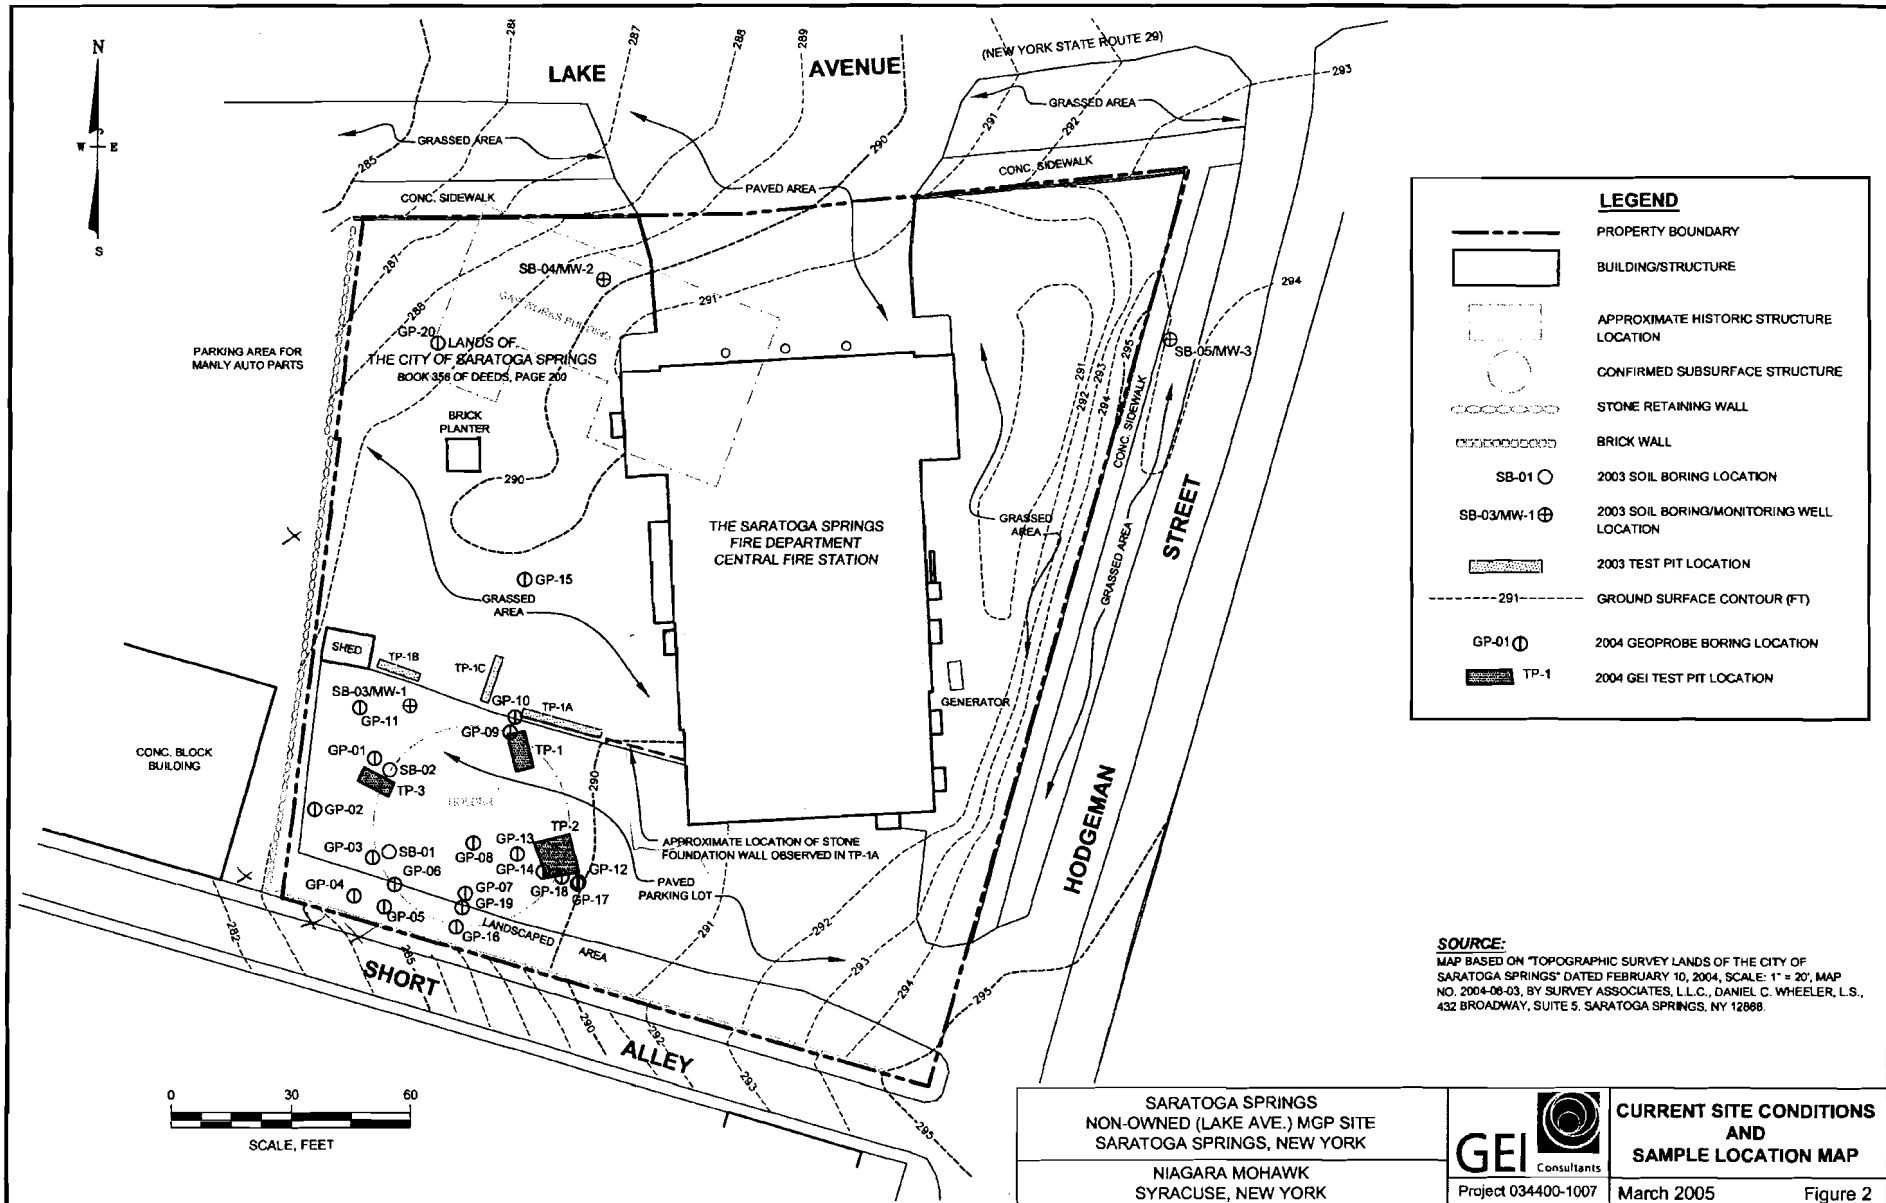 N
W E
S
LAKE AVENUE
(NEW YORK STATE ROUTE 29)
286
287
288
289
293
GRASSED AREA
GRASSED AREA
291
292
285
290
CONC. SIDEWALK
PAVED AREA
CONC. SIDEWALK
287
SB-04/MW-2
GAS WORKS BUILDING
291
294
288
GP-20
LANDS OF
THE CITY OF SARATOGA SPRINGS
BOOK 356 OF DEEDS, PAGE 200
PARKING AREA FOR
MANLY AUTO PARTS
SB-05/MW-3
295
291
293
292
294
CONC. SIDEWALK
BRICK
PLANTER
290
THE SARATOGA SPRINGS
FIRE DEPARTMENT
CENTRAL FIRE STATION
GRASSED
AREA
GRASSED AREA
HODGEMAN STREET
GP-15
GRASSED
AREA
SHED
TP-1B
TP-1C
SB-03/MW-1
GP-11
GP-10
TP-1A
GP-09
TP-1
GENERATOR
CONC. BLOCK
BUILDING
GP-01
SB-02
TP-3
290
HOLDER
GP-02
TP-2
GP-13
APPROXIMATE LOCATION OF STONE
FOUNDATION WALL OBSERVED IN TP-1A
GP-03
SB-01
GP-08
GP-06
GP-14
GP-12
GP-04
GP-07
GP-18
GP-17
PAVED
PARKING LOT
GP-05
GP-19
GP-16
LANDSCAPED AREA
291
292
282
285
293
294
295
SHORT ALLEY
290
292
293
295
0 30 60
SCALE, FEET
LEGEND
PROPERTY BOUNDARY
BUILDING/STRUCTURE
APPROXIMATE HISTORIC STRUCTURE
LOCATION
CONFIRMED SUBSURFACE STRUCTURE
STONE RETAINING WALL
BRICK WALL
SB-01 2003 SOIL BORING LOCATION
SB-03/MW-1 2003 SOIL BORING/MONITORING WELL
LOCATION
2003 TEST PIT LOCATION
291 GROUND SURFACE CONTOUR (FT)
GP-01 2004 GEOPROBE BORING LOCATION
TP-1 2004 GEI TEST PIT LOCATION
SOURCE:
MAP BASED ON "TOPOGRAPHIC SURVEY LANDS OF THE CITY OF
SARATOGA SPRINGS" DATED FEBRUARY 10, 2004, SCALE: 1" = 20', MAP
NO. 2004-06-03, BY SURVEY ASSOCIATES, L.L.C., DANIEL C. WHEELER, L.S.,
432 BROADWAY, SUITE 5, SARATOGA SPRINGS, NY 12866.
SARATOGA SPRINGS
NON-OWNED (LAKE AVE.) MGP SITE
SARATOGA SPRINGS, NEW YORK
NIAGARA MOHAWK
SYRACUSE, NEW YORK
GEI Consultants
Project 034400-1007
CURRENT SITE CONDITIONS
AND
SAMPLE LOCATION MAP
March 2005 Figure 2